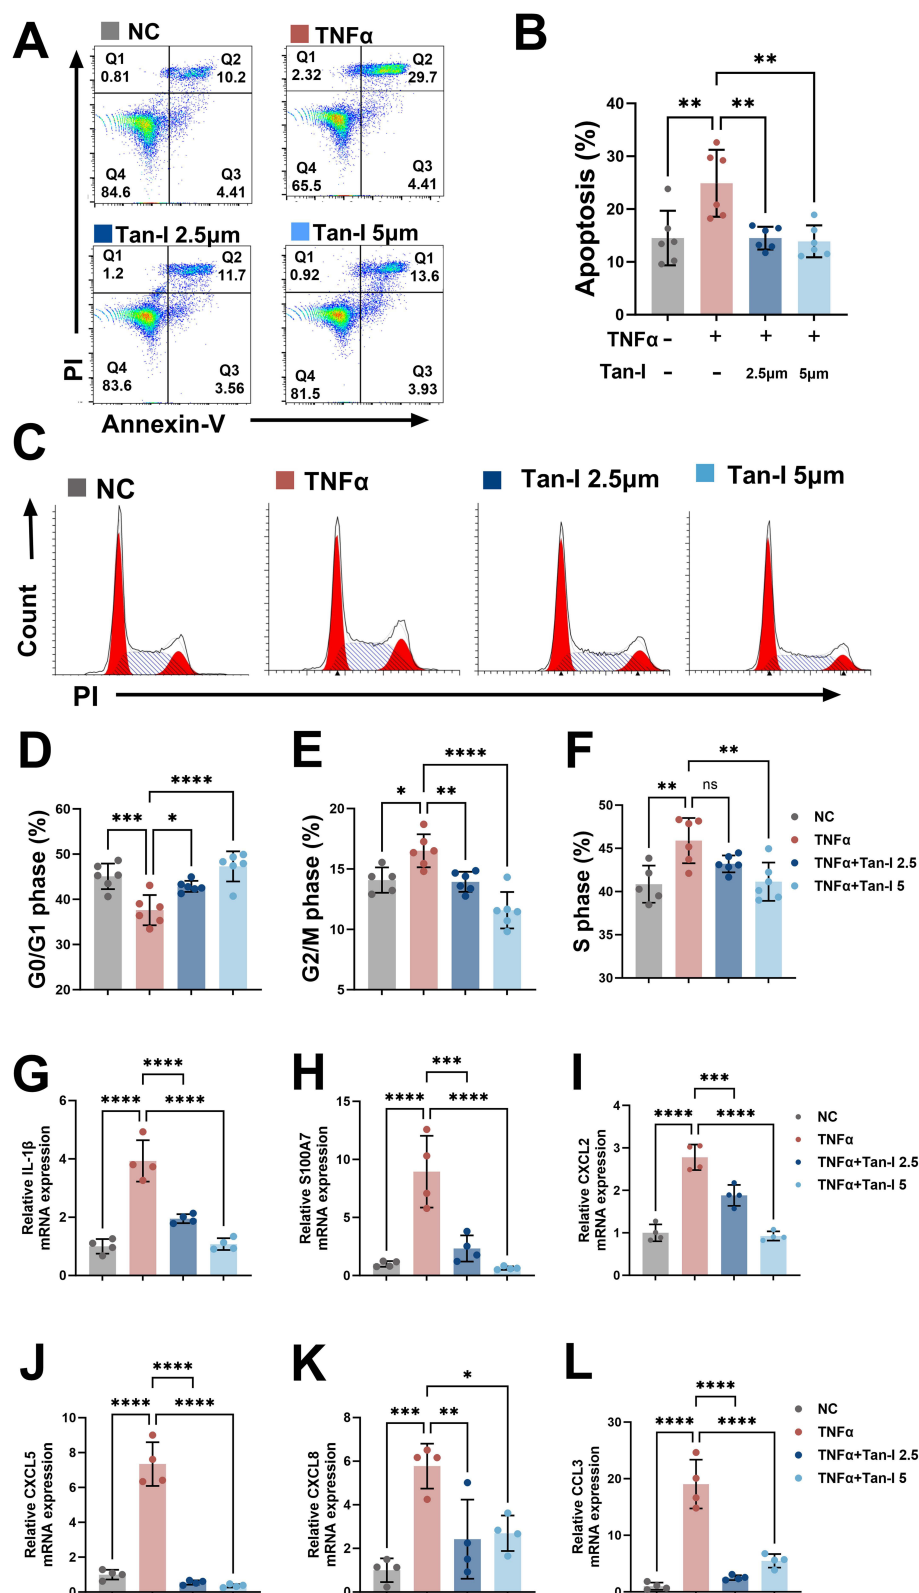 A
NC
TNFα
Q1
0.81
Q2
10.2
Q4
84.6
Q3
4.41
Q1
2.32
Q2
29.7
Q4
65.5
Q3
4.41
Tan-I 2.5μm
Tan-I 5μm
Q1
1.2
Q2
11.7
Q4
83.6
Q3
3.56
Q1
0.92
Q2
13.6
Q4
81.5
Q3
3.93
PI
Annexin-V
B
** ** **
Apoptosis (%)
40
30
20
10
0
TNFα - + + +
Tan-I - - 2.5μm 5μm
C
NC
TNFα
Tan-I 2.5μm
Tan-I 5μm
Count
PI
D
****
*** *
G0/G1 phase (%)
60
50
40
30
20
E
****
* **
G2/M phase (%)
20
15
10
5
F
**
** ns
S phase (%)
50
45
40
35
30
NC
TNFα
TNFα+Tan-I 2.5
TNFα+Tan-I 5
G
****
**** ****
Relative IL-1β
mRNA expression
6
4
2
0
H
***
**** ****
Relative S100A7
mRNA expression
15
10
5
0
I
***
**** ****
Relative CXCL2
mRNA expression
4
3
2
1
0
NC
TNFα
TNFα+Tan-I 2.5
TNFα+Tan-I 5
J
****
**** ****
Relative CXCL5
mRNA expression
10
8
6
4
2
0
K
*
*** **
Relative CXCL8
mRNA expression
8
6
4
2
0
L
****
**** ****
Relative CCL3
mRNA expression
30
20
10
0
NC
TNFα
TNFα+Tan-I 2.5
TNFα+Tan-I 5